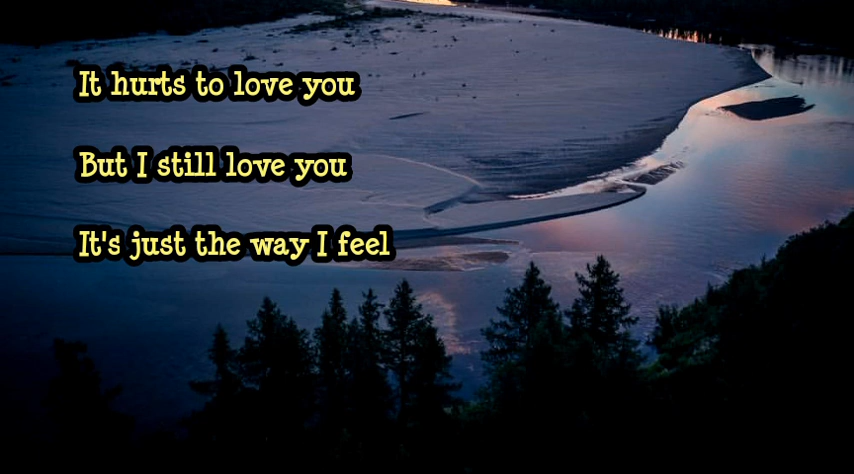 It hurts to love you
But I still love you
It's just the way I feel